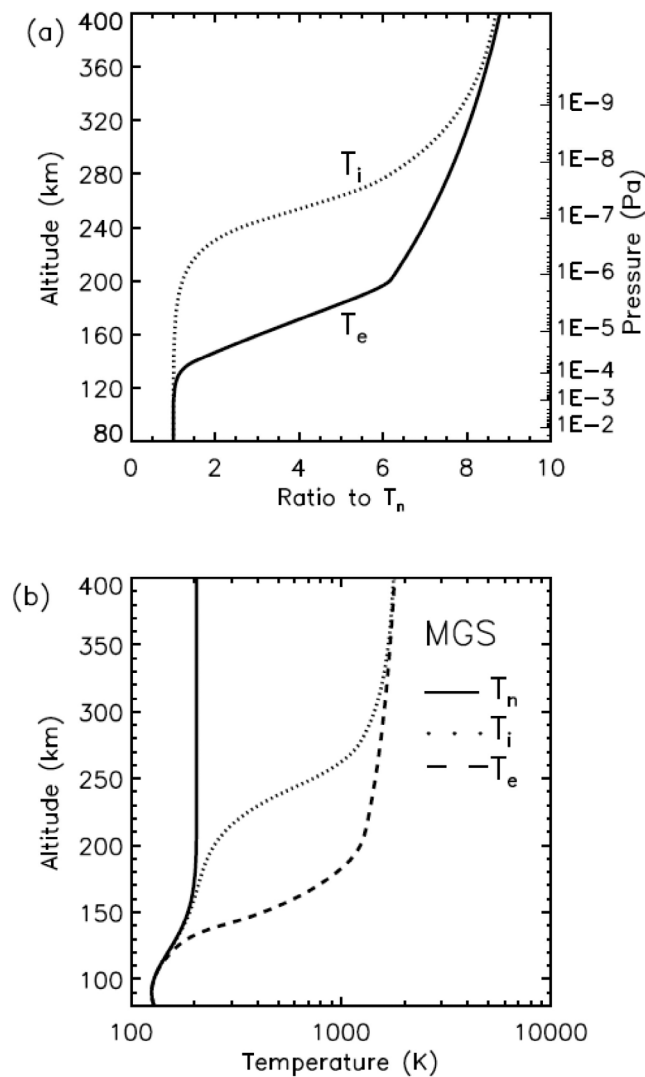 (a)
400
360
320
280
240
200
160
120
80
Altitude (km)
T_i
T_e
1E-9
1E-8
1E-7
1E-6
1E-5
1E-4
1E-3
1E-2
Pressure (Pa)
0 2 4 6 8 10
Ratio to T_n
(b)
400
350
300
250
200
150
100
Altitude (km)
MGS
T_n
T_i
T_e
100 1000 10000
Temperature (K)